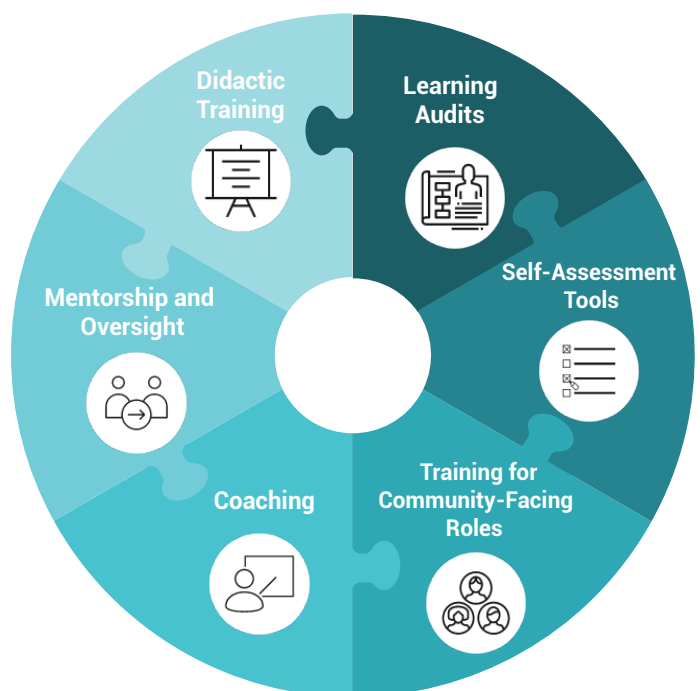 Didactic
Training
Learning
Audits
Self-Assessment
Tools
Training for
Community-Facing
Roles
Coaching
Mentorship and
Oversight